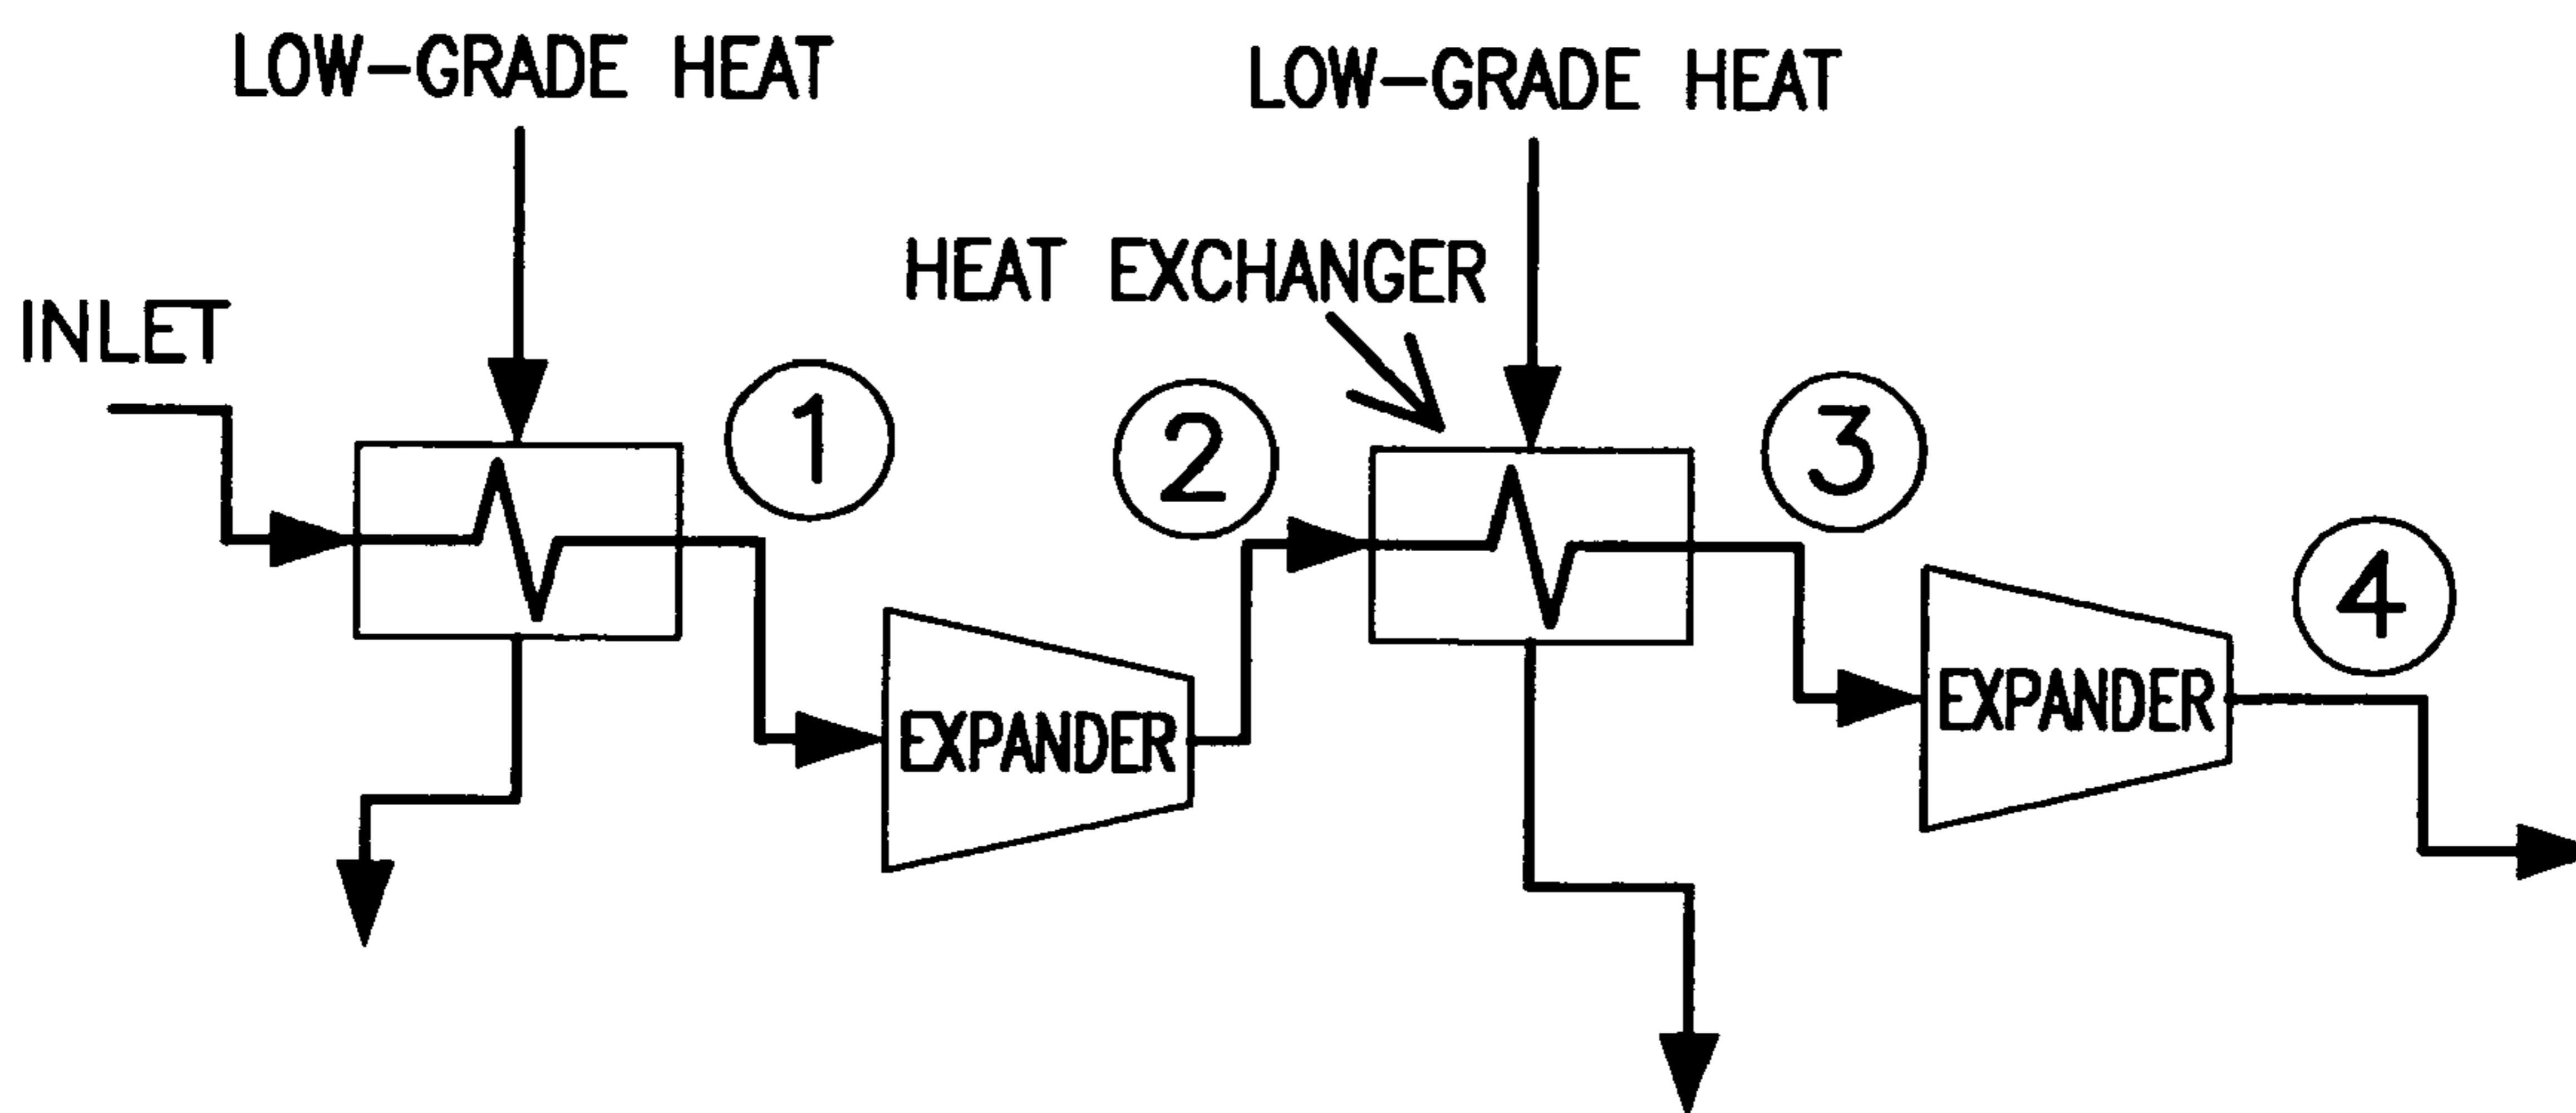 LOW-GRADE HEAT
LOW-GRADE HEAT
HEAT EXCHANGER
INLET
1
2
3
4
EXPANDER
EXPANDER